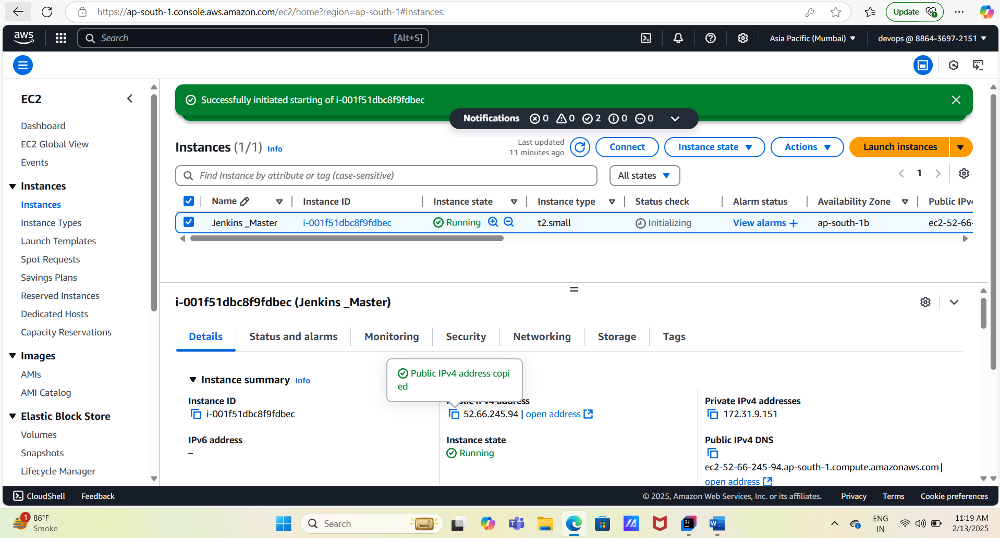 https://ap-south-1.console.aws.amazon.com/ec2/home?region=ap-south-1#Instances:
Update
aws
Search
[Alt+S]
Asia Pacific (Mumbai)
devops @ 8864-3697-2151
EC2
Dashboard
EC2 Global View
Events
Instances
Instances
Instance Types
Launch Templates
Spot Requests
Savings Plans
Reserved Instances
Dedicated Hosts
Capacity Reservations
Images
AMIs
AMI Catalog
Elastic Block Store
Volumes
Snapshots
Lifecycle Manager
Successfully initiated starting of i-001f51dbc8f9fdbec
Notifications 0 0 2 0 0
Instances (1/1) Info
Last updated
11 minutes ago
Connect
Instance state
Actions
Launch instances
Find Instance by attribute or tag (case-sensitive)
All states
1
Name Instance ID Instance state Instance type Status check Alarm status Availability Zone Public IPv4
Jenkins _Master i-001f51dbc8f9fdbec Running t2.small Initializing View alarms + ap-south-1b ec2-52-66-
i-001f51dbc8f9fdbec (Jenkins _Master)
Details Status and alarms Monitoring Security Networking Storage Tags
Public IPv4 address copi
ed
Instance summary Info
Instance ID
i-001f51dbc8f9fdbec
Public IPv4 address
52.66.245.94 | open address
Private IPv4 addresses
172.31.9.151
IPv6 address
–
Instance state
Running
Public IPv4 DNS
ec2-52-66-245-94.ap-south-1.compute.amazonaws.com |
open address
CloudShell Feedback
© 2025, Amazon Web Services, Inc. or its affiliates. Privacy Terms Cookie preferences
1
86°F
Smoke
Search
IJ
W
ENG
IN
11:19 AM
2/13/2025